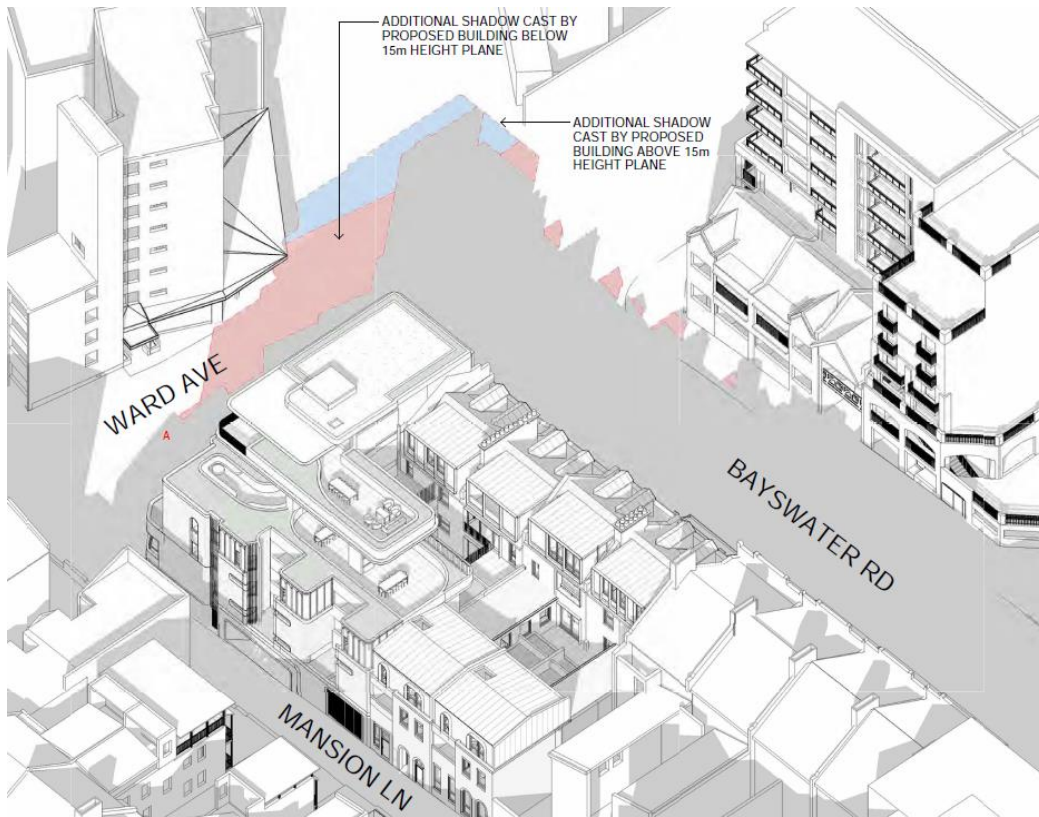 ADDITIONAL SHADOW CAST BY
PROPOSED BUILDING BELOW
15m HEIGHT PLANE
ADDITIONAL SHADOW
CAST BY PROPOSED
BUILDING ABOVE 15m
HEIGHT PLANE
WARD AVE
A
BAYSWATER RD
MANSION LN